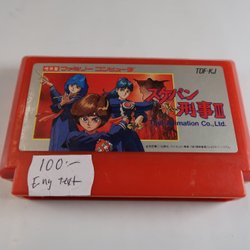 ファミリーコンピュータ
TDF-KJ
スケバン
刑事III
Toei Animation Co., Ltd.
100:-
Eng text